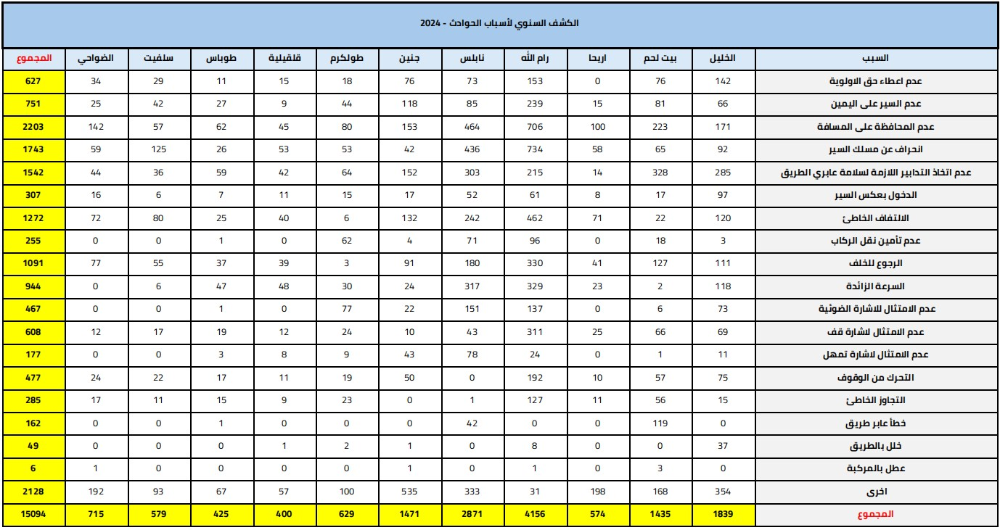 الكشف السنوي لأسباب الحوادث - 2024
السبب الخليل بيت لحم اريحا رام الله نابلس جنين طولكرم قلقيلية طوباس سلفيت الضواحي المجموع
عدم اعطاء حق الاولوية 142 76 0 153 73 76 18 15 11 29 34 627
عدم السير على اليمين 66 81 15 239 85 118 44 9 27 42 25 751
عدم المحافظة على المسافة 171 223 100 706 464 153 80 45 62 57 142 2203
انحراف عن مسلك السير 92 65 58 734 436 42 53 53 26 125 59 1743
عدم اتخاذ التدابير اللازمة لسلامة عابري الطريق 285 328 14 215 303 152 64 42 59 36 44 1542
الدخول بعكس السير 97 17 8 61 52 17 15 11 7 6 16 307
الالتفاف الخاطئ 120 22 71 462 242 132 6 40 25 80 72 1272
عدم تأمين نقل الركاب 3 18 0 96 71 4 62 0 1 0 0 255
الرجوع للخلف 111 127 41 330 180 91 3 39 37 55 77 1091
السرعة الزائدة 118 2 23 329 317 24 30 48 47 6 0 944
عدم الامتثال للاشارة الضوئية 73 6 0 137 151 22 77 0 1 0 0 467
عدم الامتثال لاشارة قف 69 66 25 311 43 10 24 12 19 17 12 608
عدم الامتثال لاشارة تمهل 11 1 0 24 78 43 9 8 3 0 0 177
التحرك من الوقوف 75 57 10 192 0 50 19 11 17 22 24 477
التجاوز الخاطئ 15 56 11 127 1 0 23 9 15 11 17 285
خطأ عابر طريق 0 119 0 0 42 0 0 0 1 0 0 162
خلل بالطريق 37 0 0 8 0 1 2 1 0 0 0 49
عطل بالمركبة 0 3 0 1 0 1 0 0 0 0 1 6
اخرى 354 168 198 31 333 535 100 57 67 93 192 2128
المجموع 1839 1435 574 4156 2871 1471 629 400 425 579 715 15094